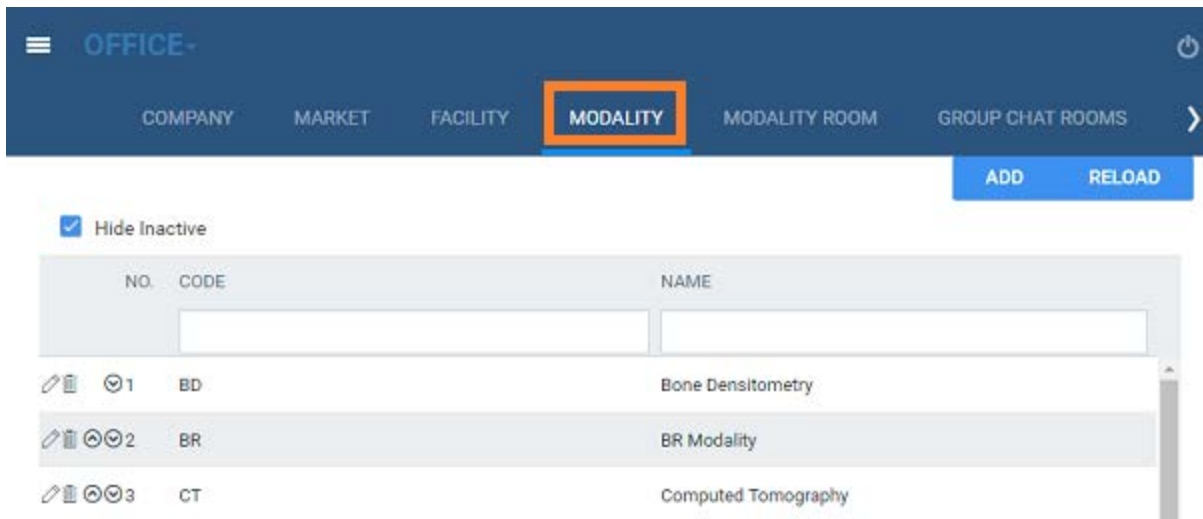 OFFICE
COMPANY MARKET FACILITY MODALITY MODALITY ROOM GROUP CHAT ROOMS
ADD RELOAD
Hide Inactive
NO. CODE NAME
1 BD Bone Densitometry
2 BR BR Modality
3 CT Computed Tomography